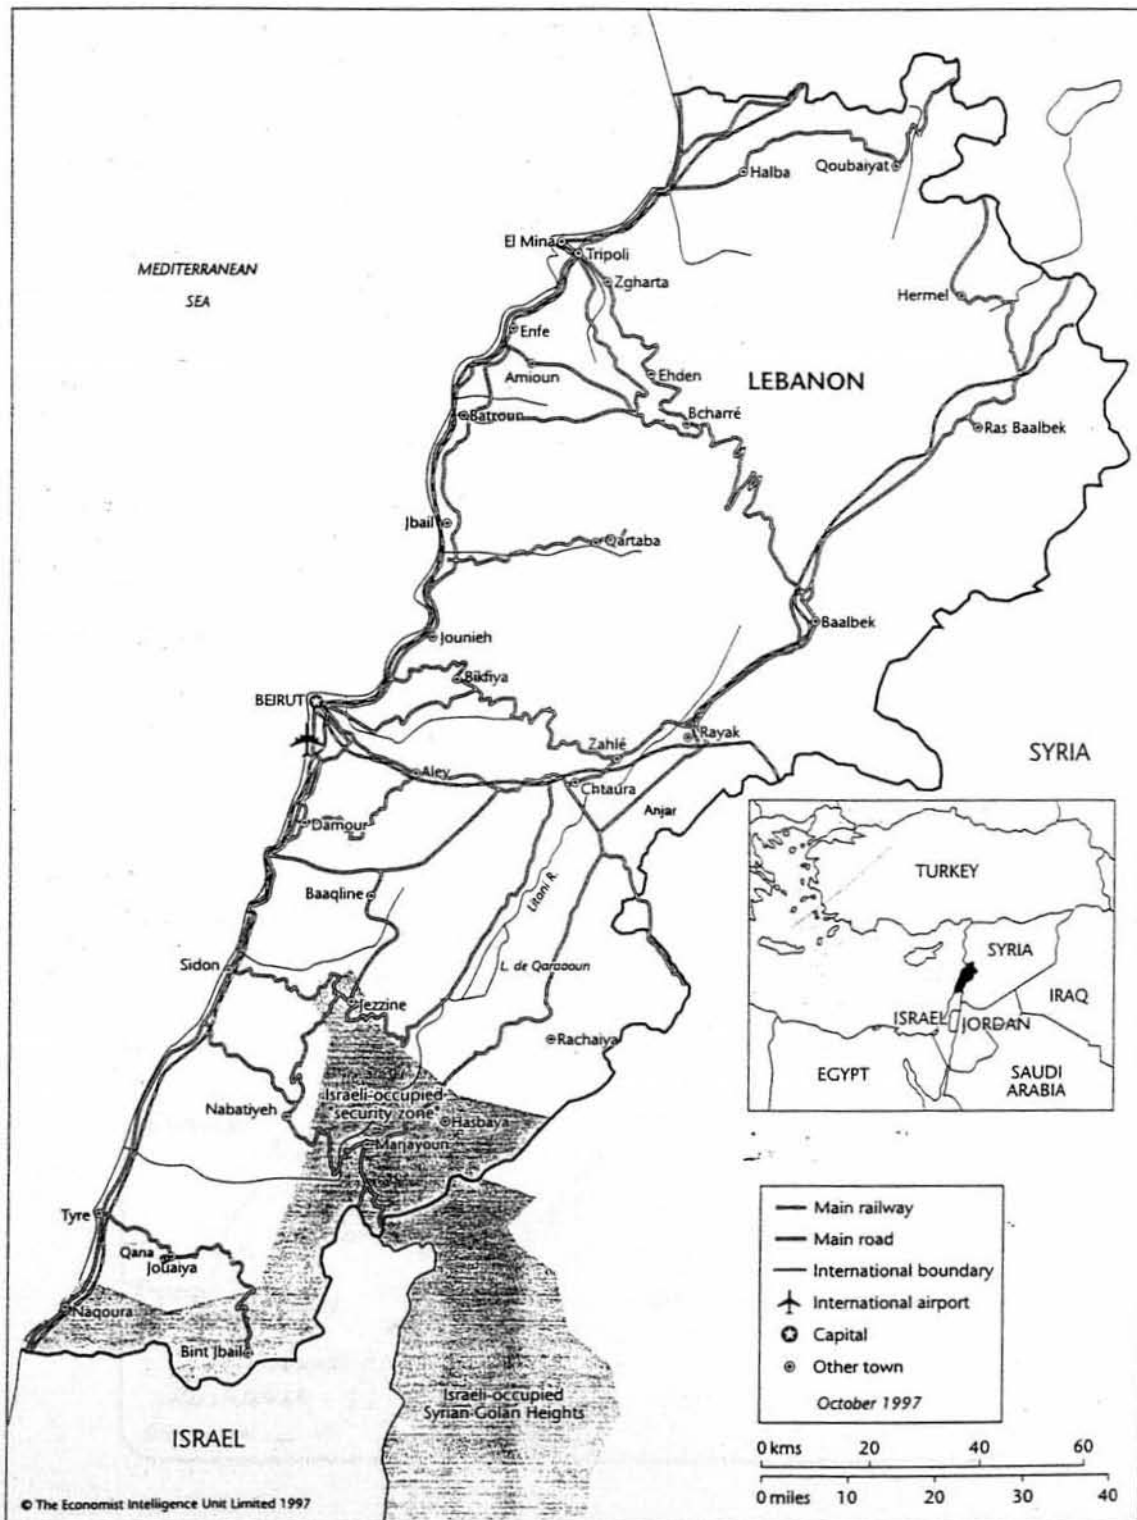 Halba
Qoubaiyat
El Mina
Tripoli
MEDITERRANEAN
SEA
Zgharta
Hermel
Enfe
Amioun
Ehden
LEBANON
Batroun
Bcharré
Ras Baalbek
Jbail
Qartaba
Baalbek
Jounieh
Bikfiya
BEIRUT
Zahlé
Rayak
SYRIA
Aley
Chtaura
Anjar
Damour
Baaqline
Litani R.
Sidon
L. de Qaraooun
Jezzine
Rachaiya
Nabatiyeh
Israeli-occupied
"security zone"
Hasbaya
Marjayoun
Tyre
Qana
Jouaiya
Naqoura
Bint Jbail
Israeli-occupied
Syrian-Golan Heights
ISRAEL
TURKEY
SYRIA
IRAQ
ISRAEL
JORDAN
EGYPT
SAUDI
ARABIA
Main railway
Main road
International boundary
International airport
Capital
Other town
October 1997
0 kms 20 40 60
0 miles 10 20 30 40
© The Economist Intelligence Unit Limited 1997